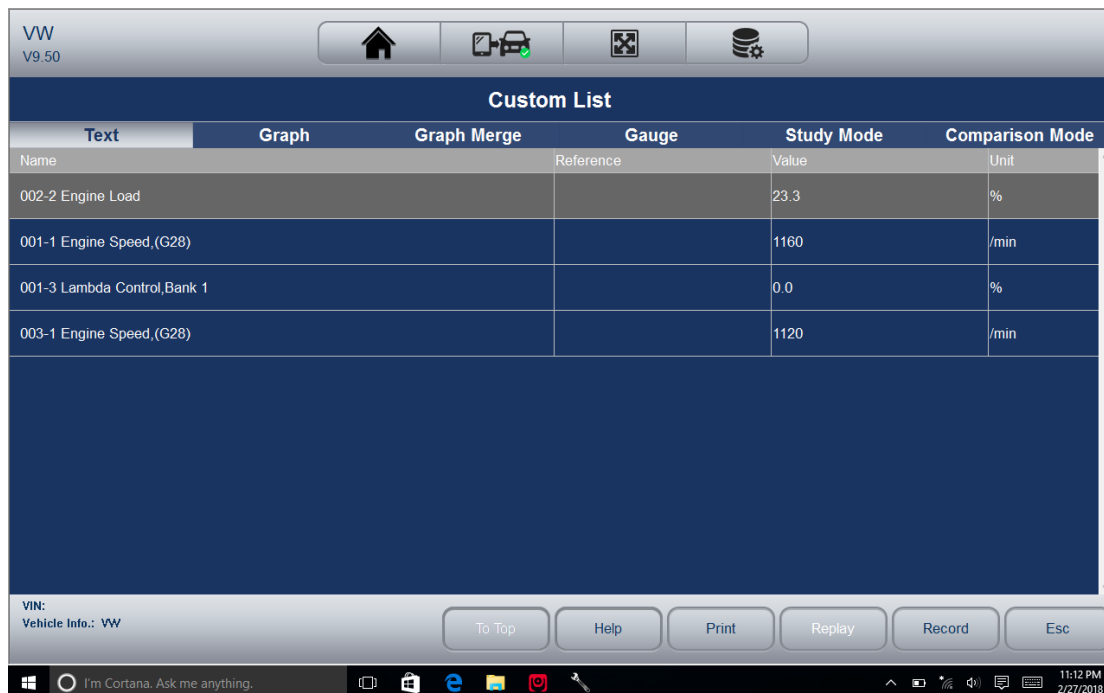 VW
V9.50
Custom List
Text Graph Graph Merge Gauge Study Mode Comparison Mode
Name Reference Value Unit
002-2 Engine Load 23.3 %
001-1 Engine Speed,(G28) 1160 /min
001-3 Lambda Control,Bank 1 0.0 %
003-1 Engine Speed,(G28) 1120 /min
VIN:
Vehicle Info.: VW
To Top Help Print Replay Record Esc
I'm Cortana. Ask me anything.
11:12 PM
2/27/2018